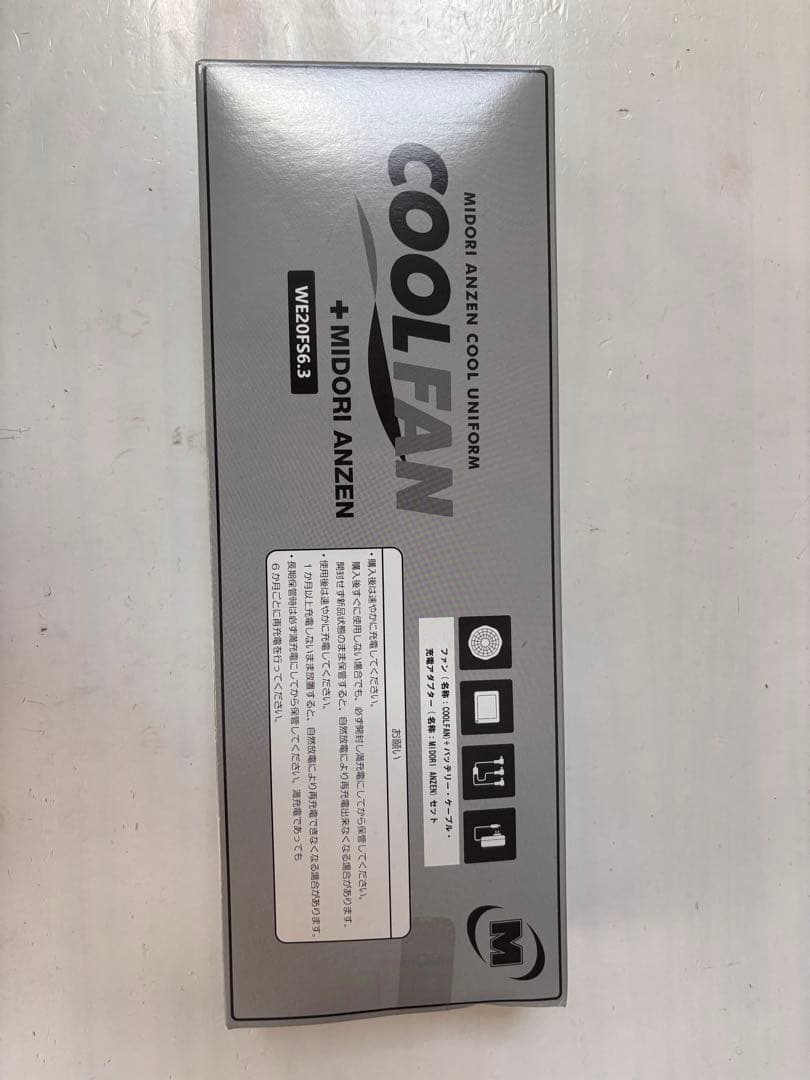 MIDORI ANZEN COOL UNIFORM
COOLFAN
+MIDORI ANZEN
WE20FS6.3
ファン(名称:COOLFAN)+バッテリー・ケーブル・
充電アダプター(名称:MIDORI ANZEN)セット
お願い
・購入後は速やかに充電してください。
購入後すぐに使用しない場合でも、必ず開封し満充電にしてから保管してください。
開封せず新品状態のまま保管すると、自然放電により再充電出来なくなる場合があります。
・使用後は速やかに充電してください。
1か月以上充電しないまま放置すると、自然放電により再充電できなくなる場合があります。
・長期保管時は必ず満充電にしてから保管してください。満充電であっても
6か月ごとに再充電を行ってください。
M